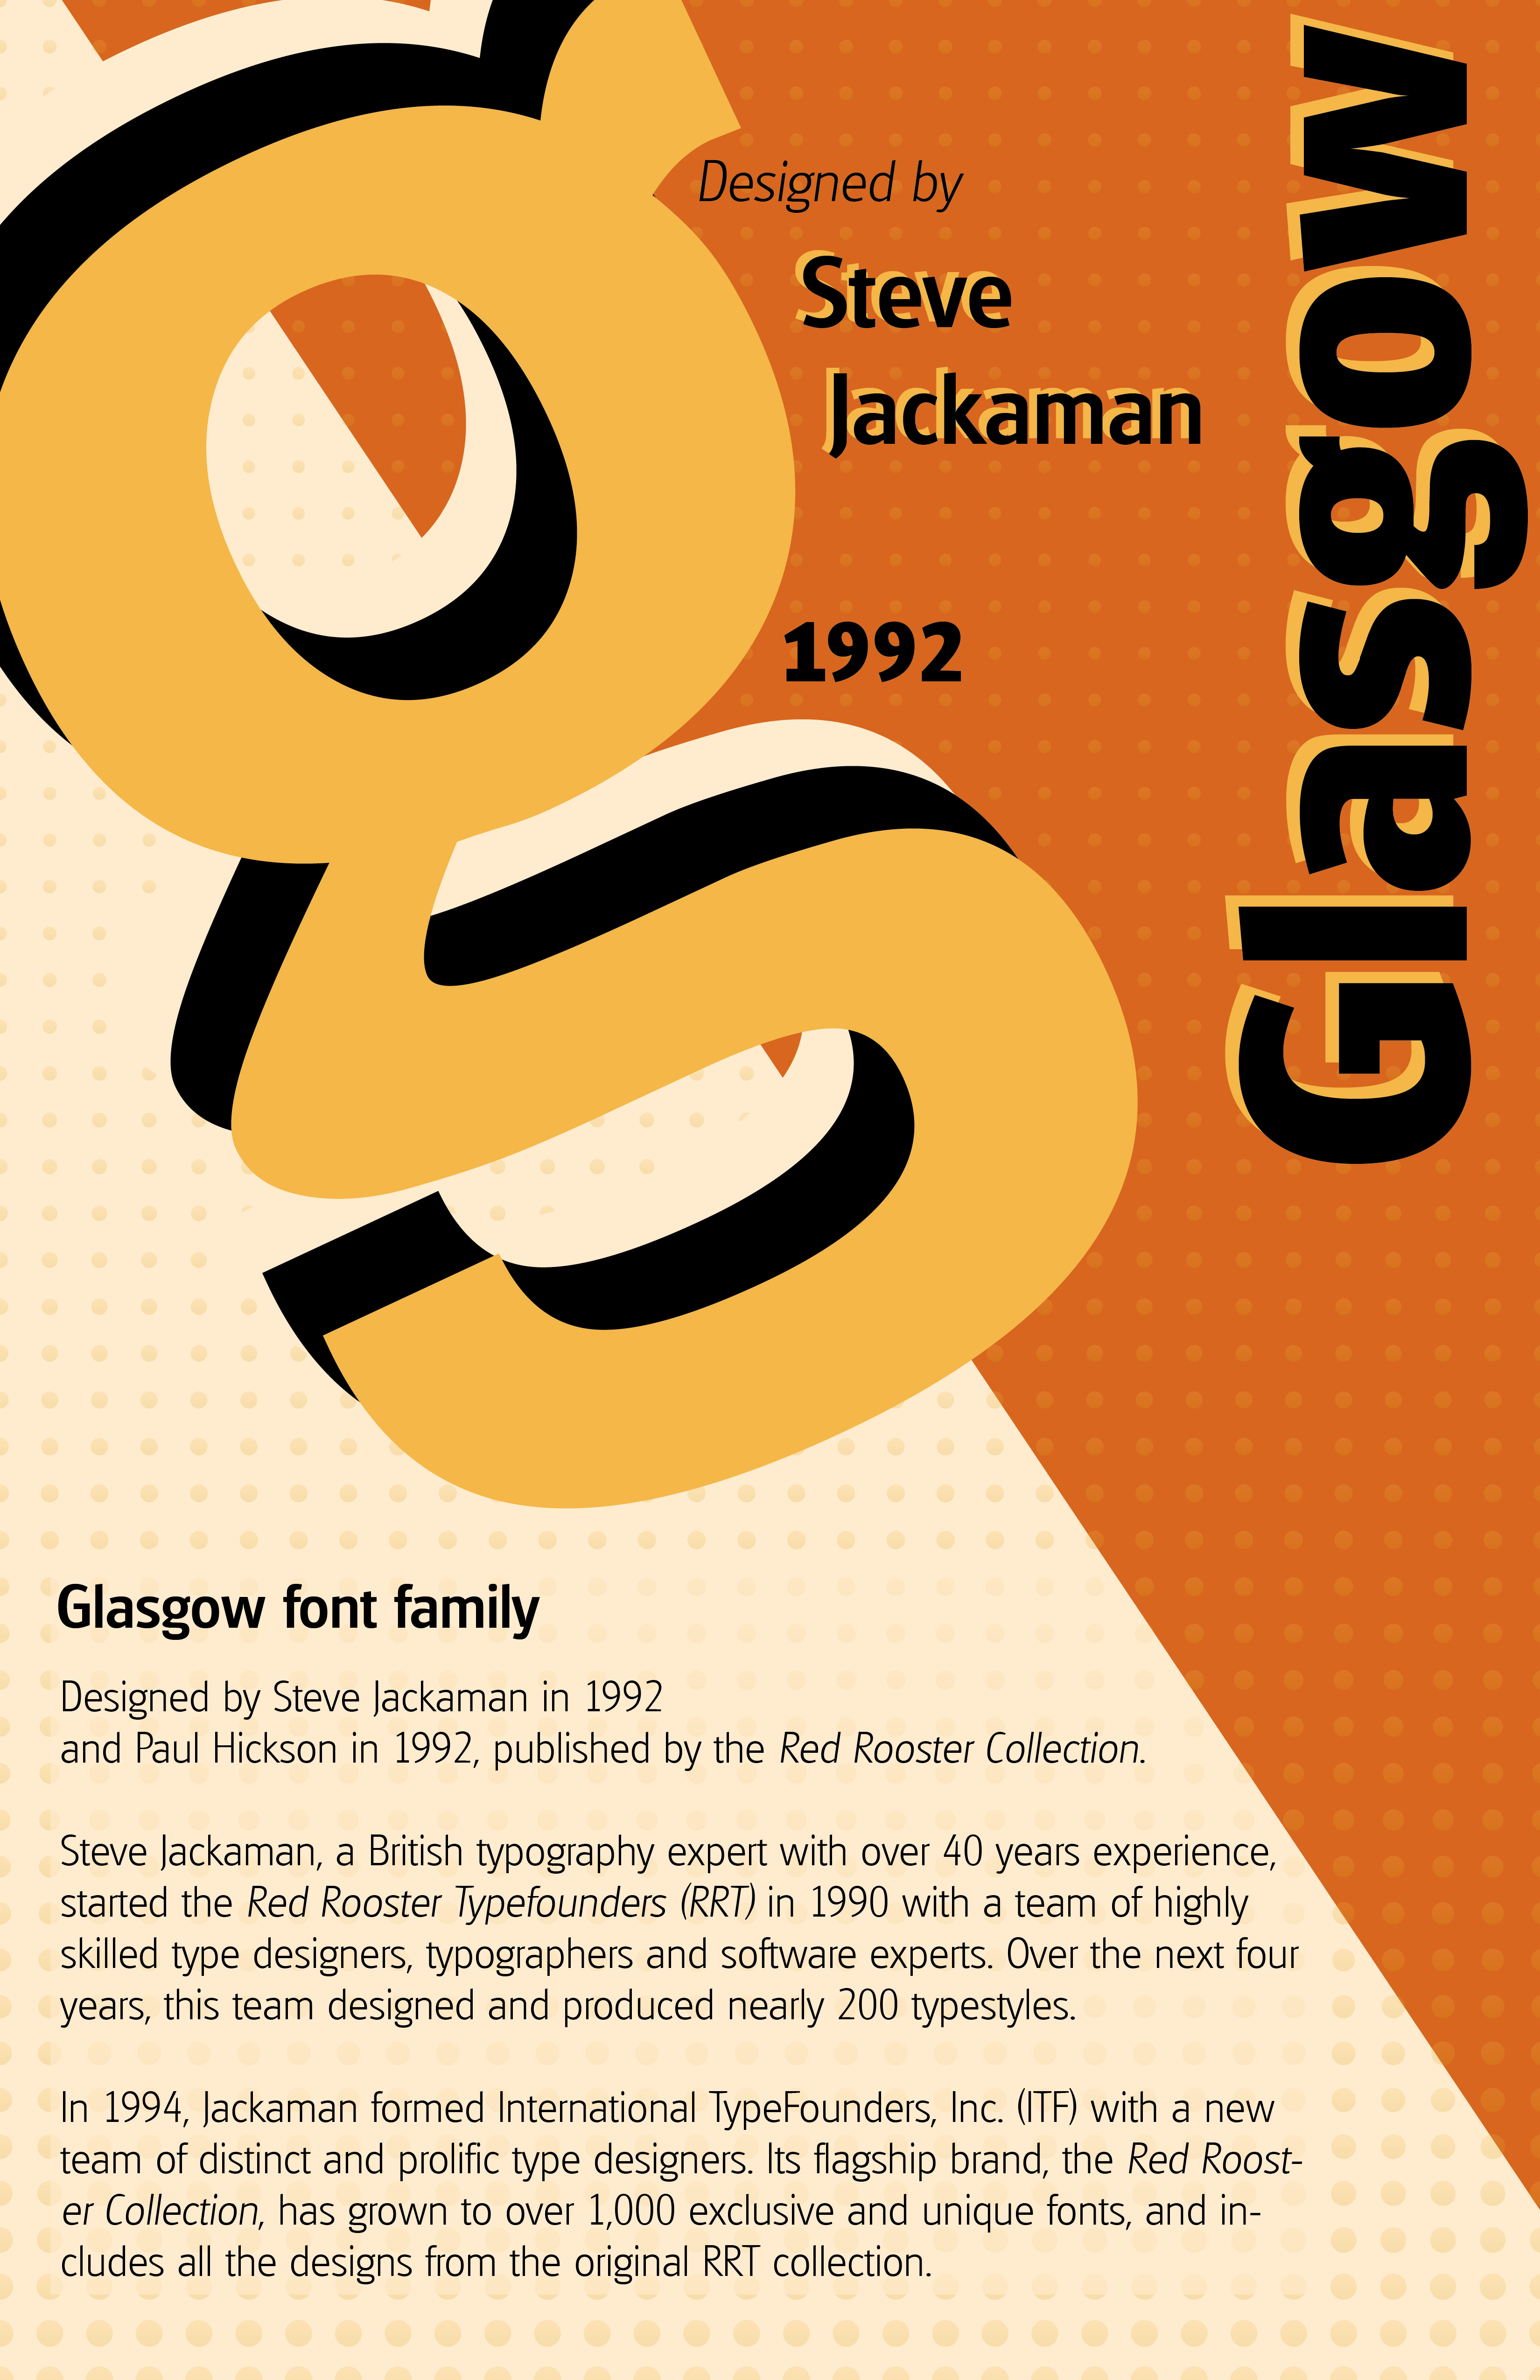 g
Designed by
Steve
Jackaman
1992
Glasgow
Glasgow font family
Designed by Steve Jackaman in 1992
and Paul Hickson in 1992, published by the Red Rooster Collection.
Steve Jackaman, a British typography expert with over 40 years experience,
started the Red Rooster Typefounders (RRT) in 1990 with a team of highly
skilled type designers, typographers and software experts. Over the next four
years, this team designed and produced nearly 200 typestyles.
In 1994, Jackaman formed International TypeFounders, Inc. (ITF) with a new
team of distinct and prolific type designers. Its flagship brand, the Red Roost-
er Collection, has grown to over 1,000 exclusive and unique fonts, and in-
cludes all the designs from the original RRT collection.